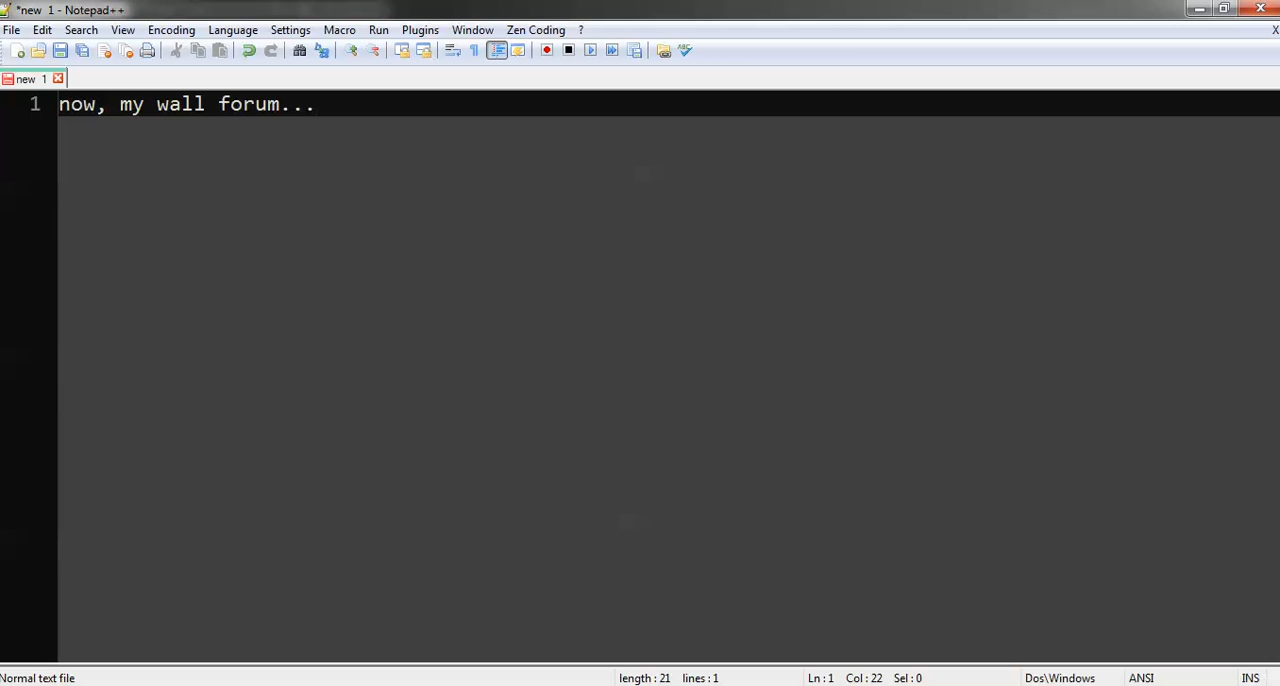 *new 1 - Notepad++
File Edit Search View Encoding Language Settings Macro Run Plugins Window Zen Coding ? X
new 1
1 now, my wall forum...
Normal text file length : 21 lines : 1 Ln : 1 Col : 22 Sel : 0 Dos\Windows ANSI INS